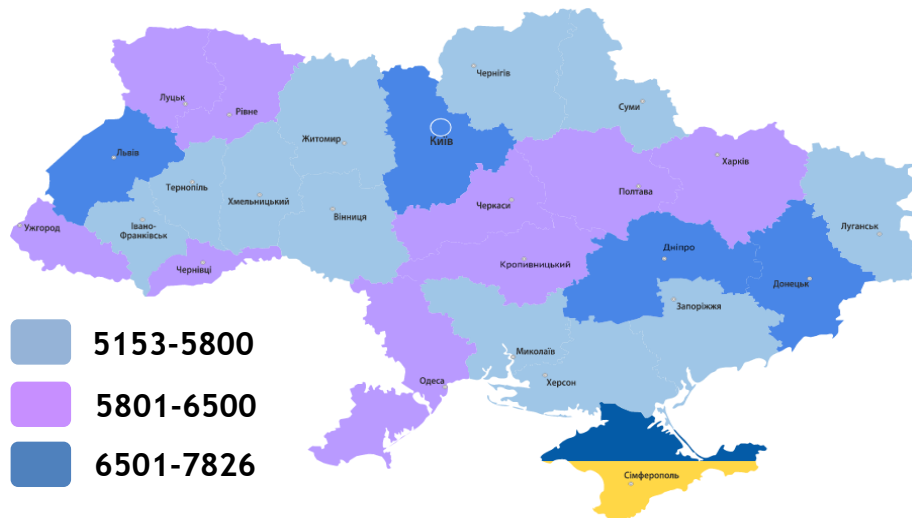 Чернігів
Луцьк
Рівне
Суми
Житомир
Київ
Львів
Харків
Тернопіль
Хмельницький
Черкаси
Полтава
Вінниця
Ужгород
Івано-
Франківськ
Луганськ
Чернівці
Кропивницький
Дніпро
Донецьк
Запоріжжя
Миколаїв
Херсон
Одеса
Сімферополь
5153-5800
5801-6500
6501-7826